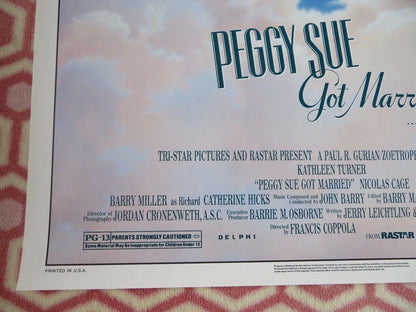 PEGGY SUE
Got Marr
...
TRI-STAR PICTURES AND RASTAR PRESENT A PAUL R. GURIAN/ZOETROPE
KATHLEEN TURNER
"PEGGY SUE GOT MARRIED" NICOLAS CAGE
BARRY MILLER as Richard CATHERINE HICKS Music Composed and Conducted by JOHN BARRY Edited by BARRY M
Director of Photography JORDAN CRONENWETH, A.S.C. Executive Producer BARRIE M. OSBORNE Written by JERRY LEICHTLING &
Directed by FRANCIS COPPOLA
PG-13 PARENTS STRONGLY CAUTIONED
Some Material May Be Inappropriate for Children Under 13
DELPHI
FROM RASTAR
PRINTED IN U.S.A.